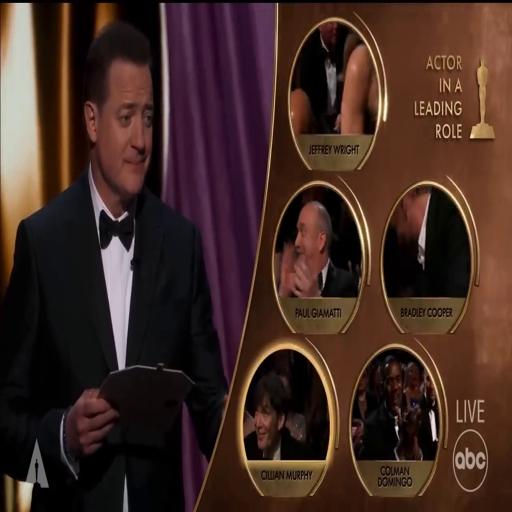 ACTOR
IN A
LEADING
ROLE
JEFFREY WRIGHT
PAUL GIAMATTI
BRADLEY COOPER
CILLIAN MURPHY
COLMAN
DOMINGO
LIVE
abc